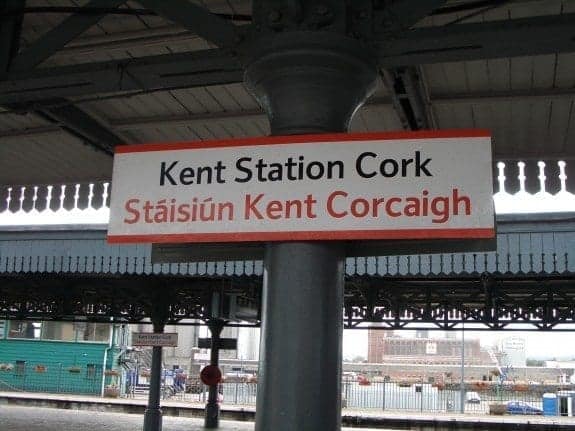 Kent Station Cork
Stáisiún Kent Corcaigh